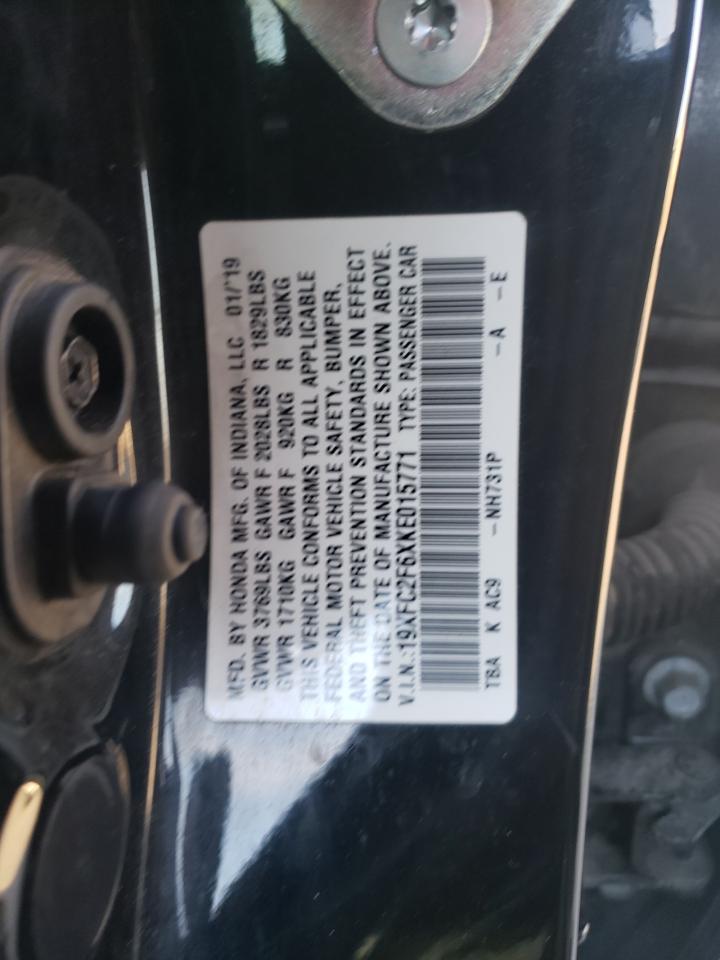 MFD. BY HONDA MFG. OF INDIANA, LLC 01/'19
GVWR 3769LBS GAWR F 2028LBS R 1829LBS
GVWR 1710KG GAWR F 920KG R 830KG
THIS VEHICLE CONFORMS TO ALL APPLICABLE
FEDERAL MOTOR VEHICLE SAFETY, BUMPER,
AND THEFT PREVENTION STANDARDS IN EFFECT
ON THE DATE OF MANUFACTURE SHOWN ABOVE.
V.I.N.:19XFC2F6XKE015771 TYPE: PASSENGER CAR
TBA K AC9 -NH731P -A -E